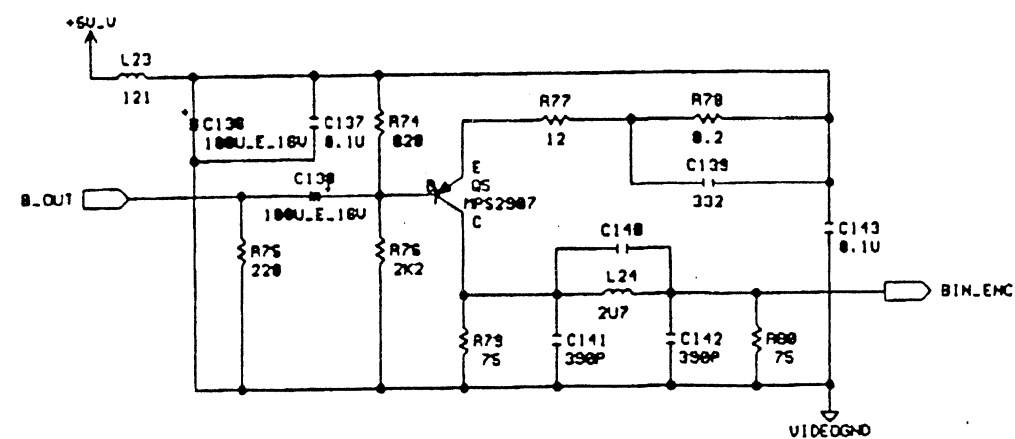 +5V_V
L23
121
C136
100U_E_16V
C137
0.1U
R74
820
R77
12
R78
8.2
C139
332
B_OUT
C138
100U_E_16V
B
E
Q5
MPS2907
C
R75
220
R76
2K2
C140
L24
2U7
C143
0.1U
BIN_ENC
R79
75
C141
390P
C142
390P
R80
75
VIDEOGND